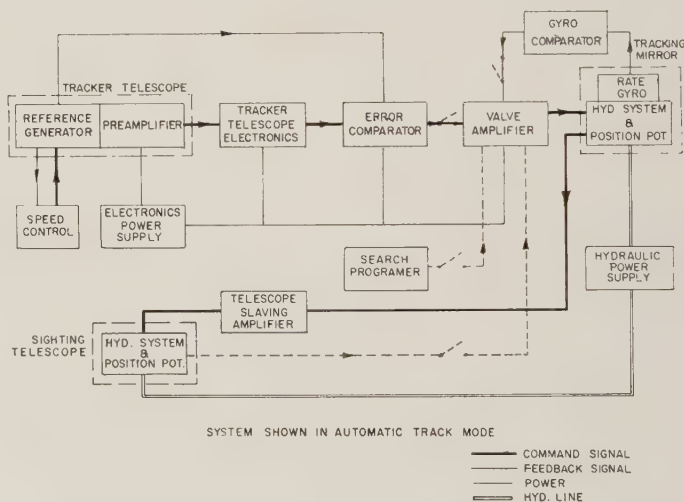 GYRO
COMPARATOR
TRACKING
MIRROR
TRACKER TELESCOPE
RATE
GYRO
REFERENCE
GENERATOR
PREAMPLIFIER
TRACKER
TELESCOPE
ELECTRONICS
ERROR
COMPARATOR
VALVE
AMPLIFIER
HYD SYSTEM
&
POSITION POT.
SPEED
CONTROL
ELECTRONICS
POWER
SUPPLY
SEARCH
PROGRAMER
HYDRAULIC
POWER
SUPPLY
TELESCOPE
SLAVING
AMPLIFIER
SIGHTING
TELESCOPE
HYD. SYSTEM
&
POSITION POT.
SYSTEM SHOWN IN AUTOMATIC TRACK MODE
COMMAND SIGNAL
FEEDBACK SIGNAL
POWER
HYD. LINE